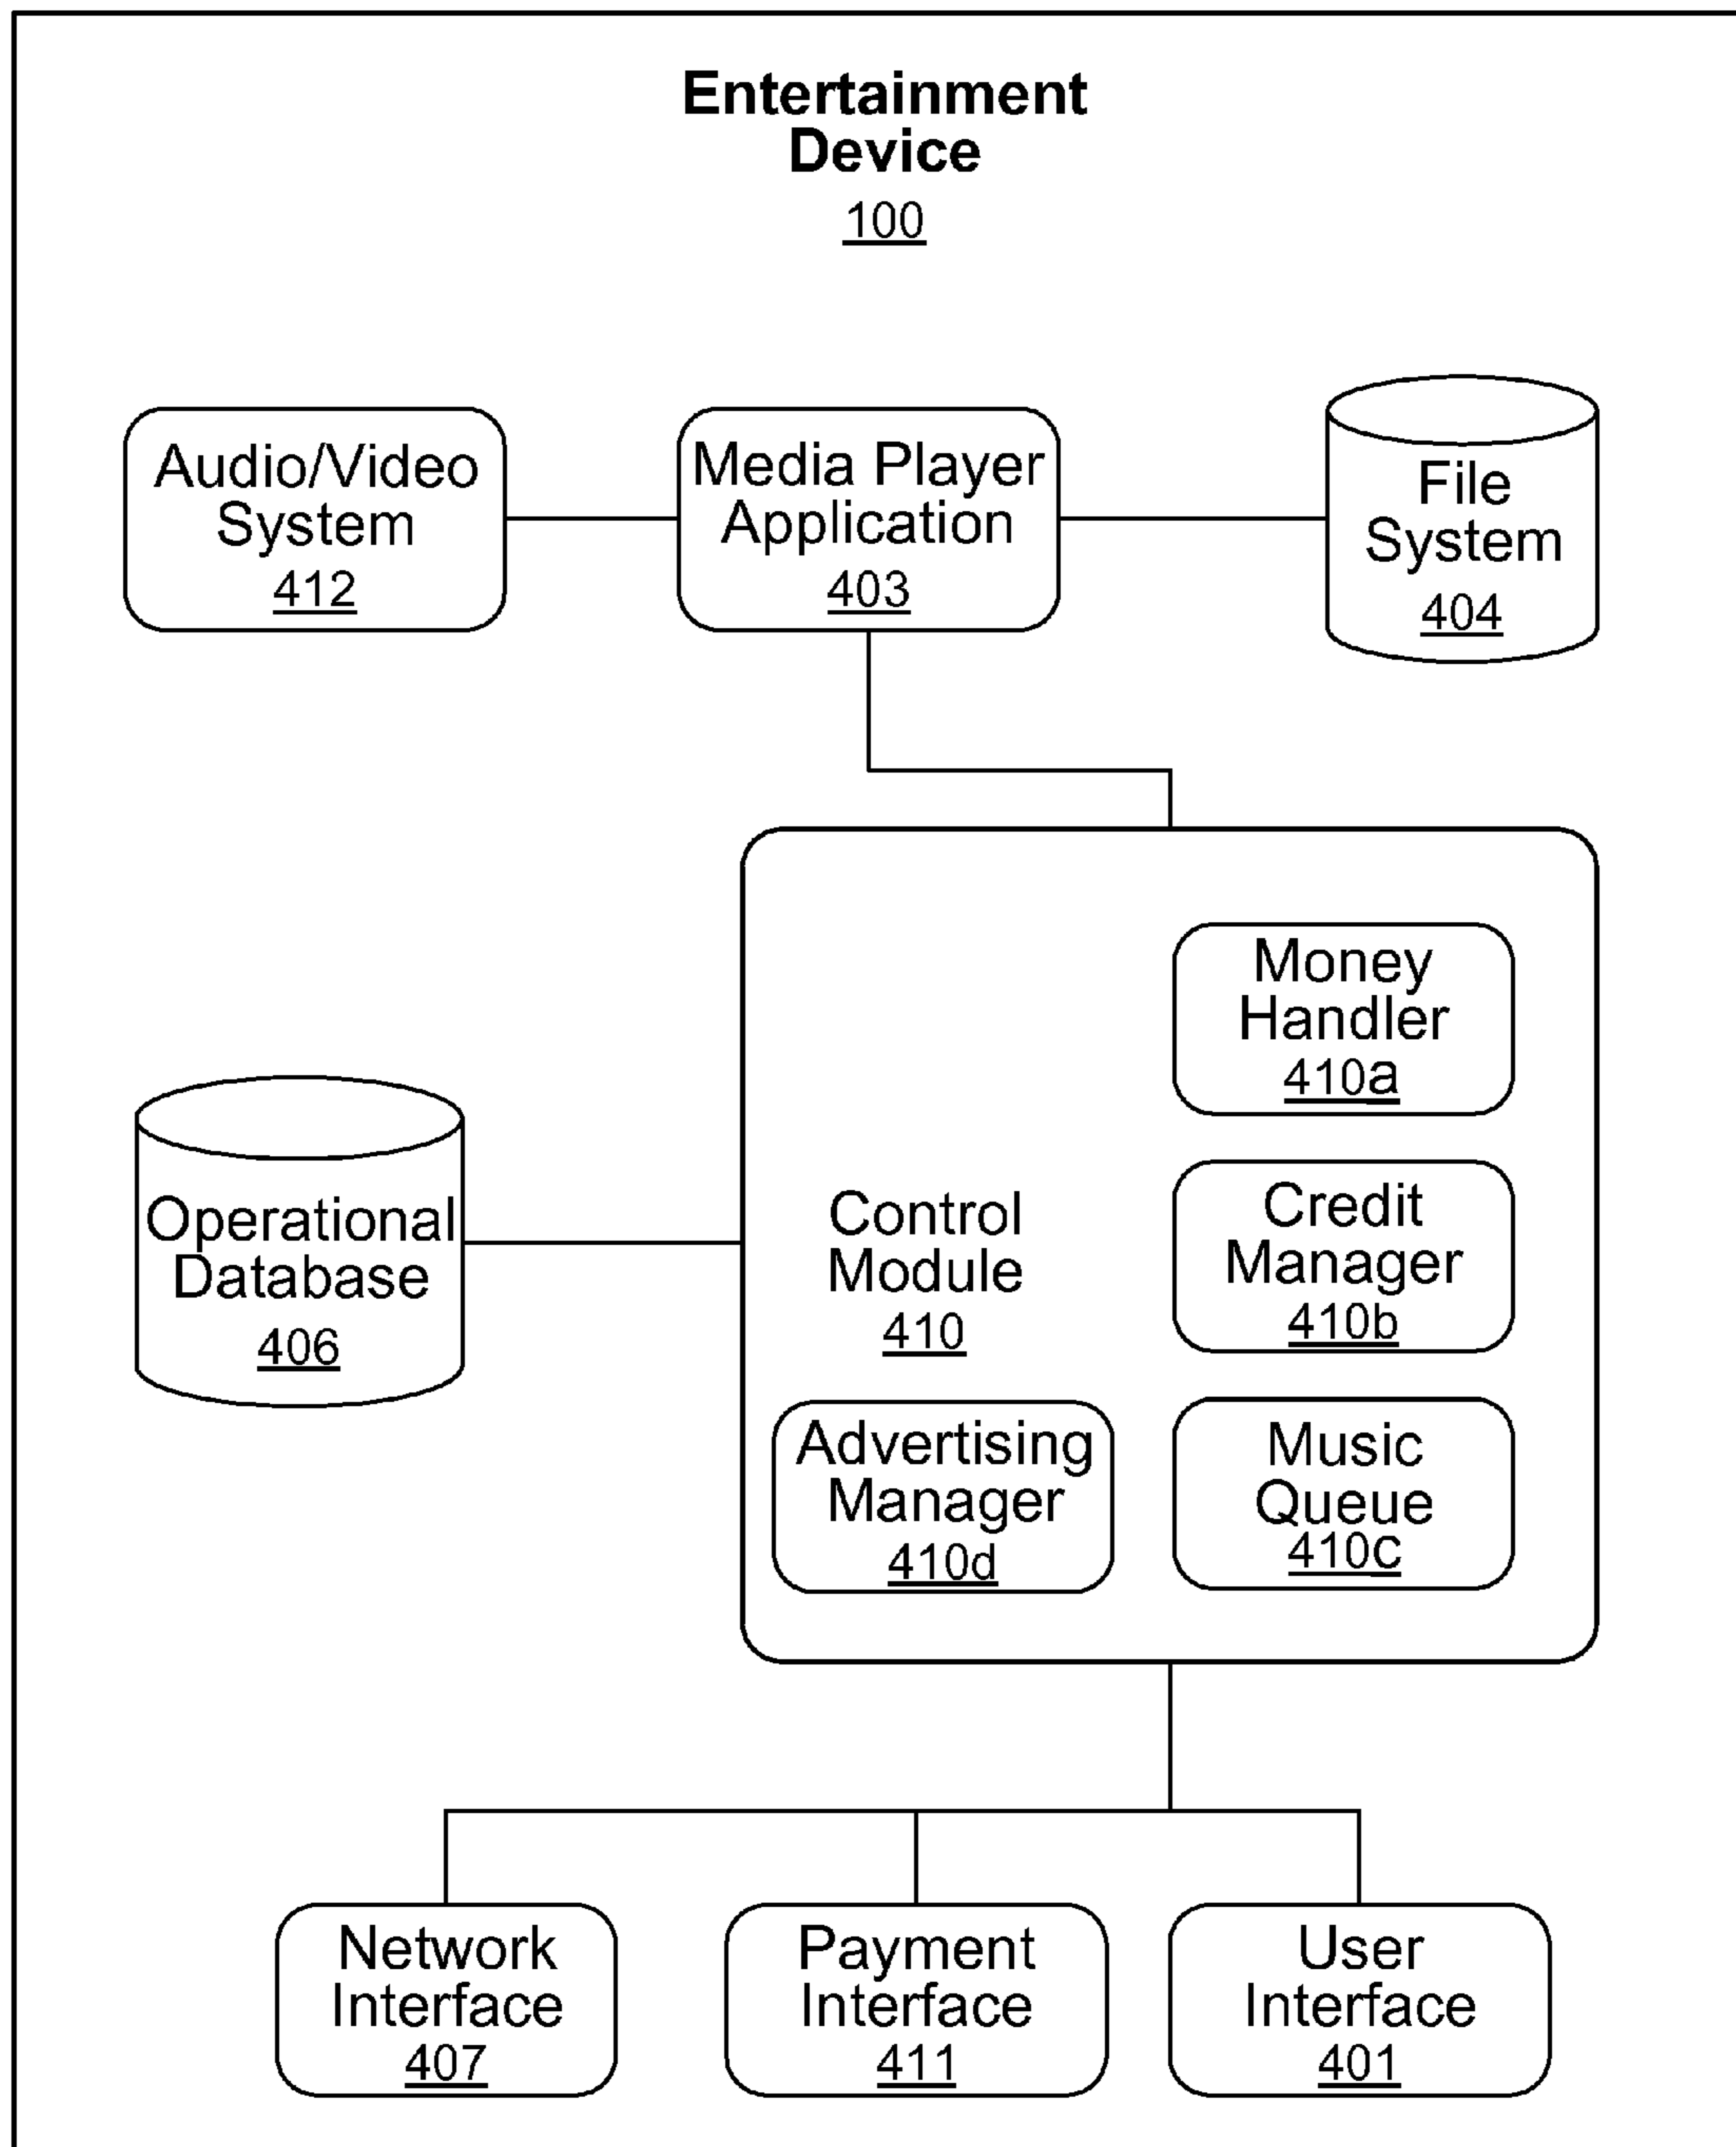 Entertainment
Device
100
Audio/Video
System
412
Media Player
Application
403
File
System
404
Money
Handler
410a
Operational
Database
406
Control
Module
410
Credit
Manager
410b
Advertising
Manager
410d
Music
Queue
410c
Network
Interface
407
Payment
Interface
411
User
Interface
401